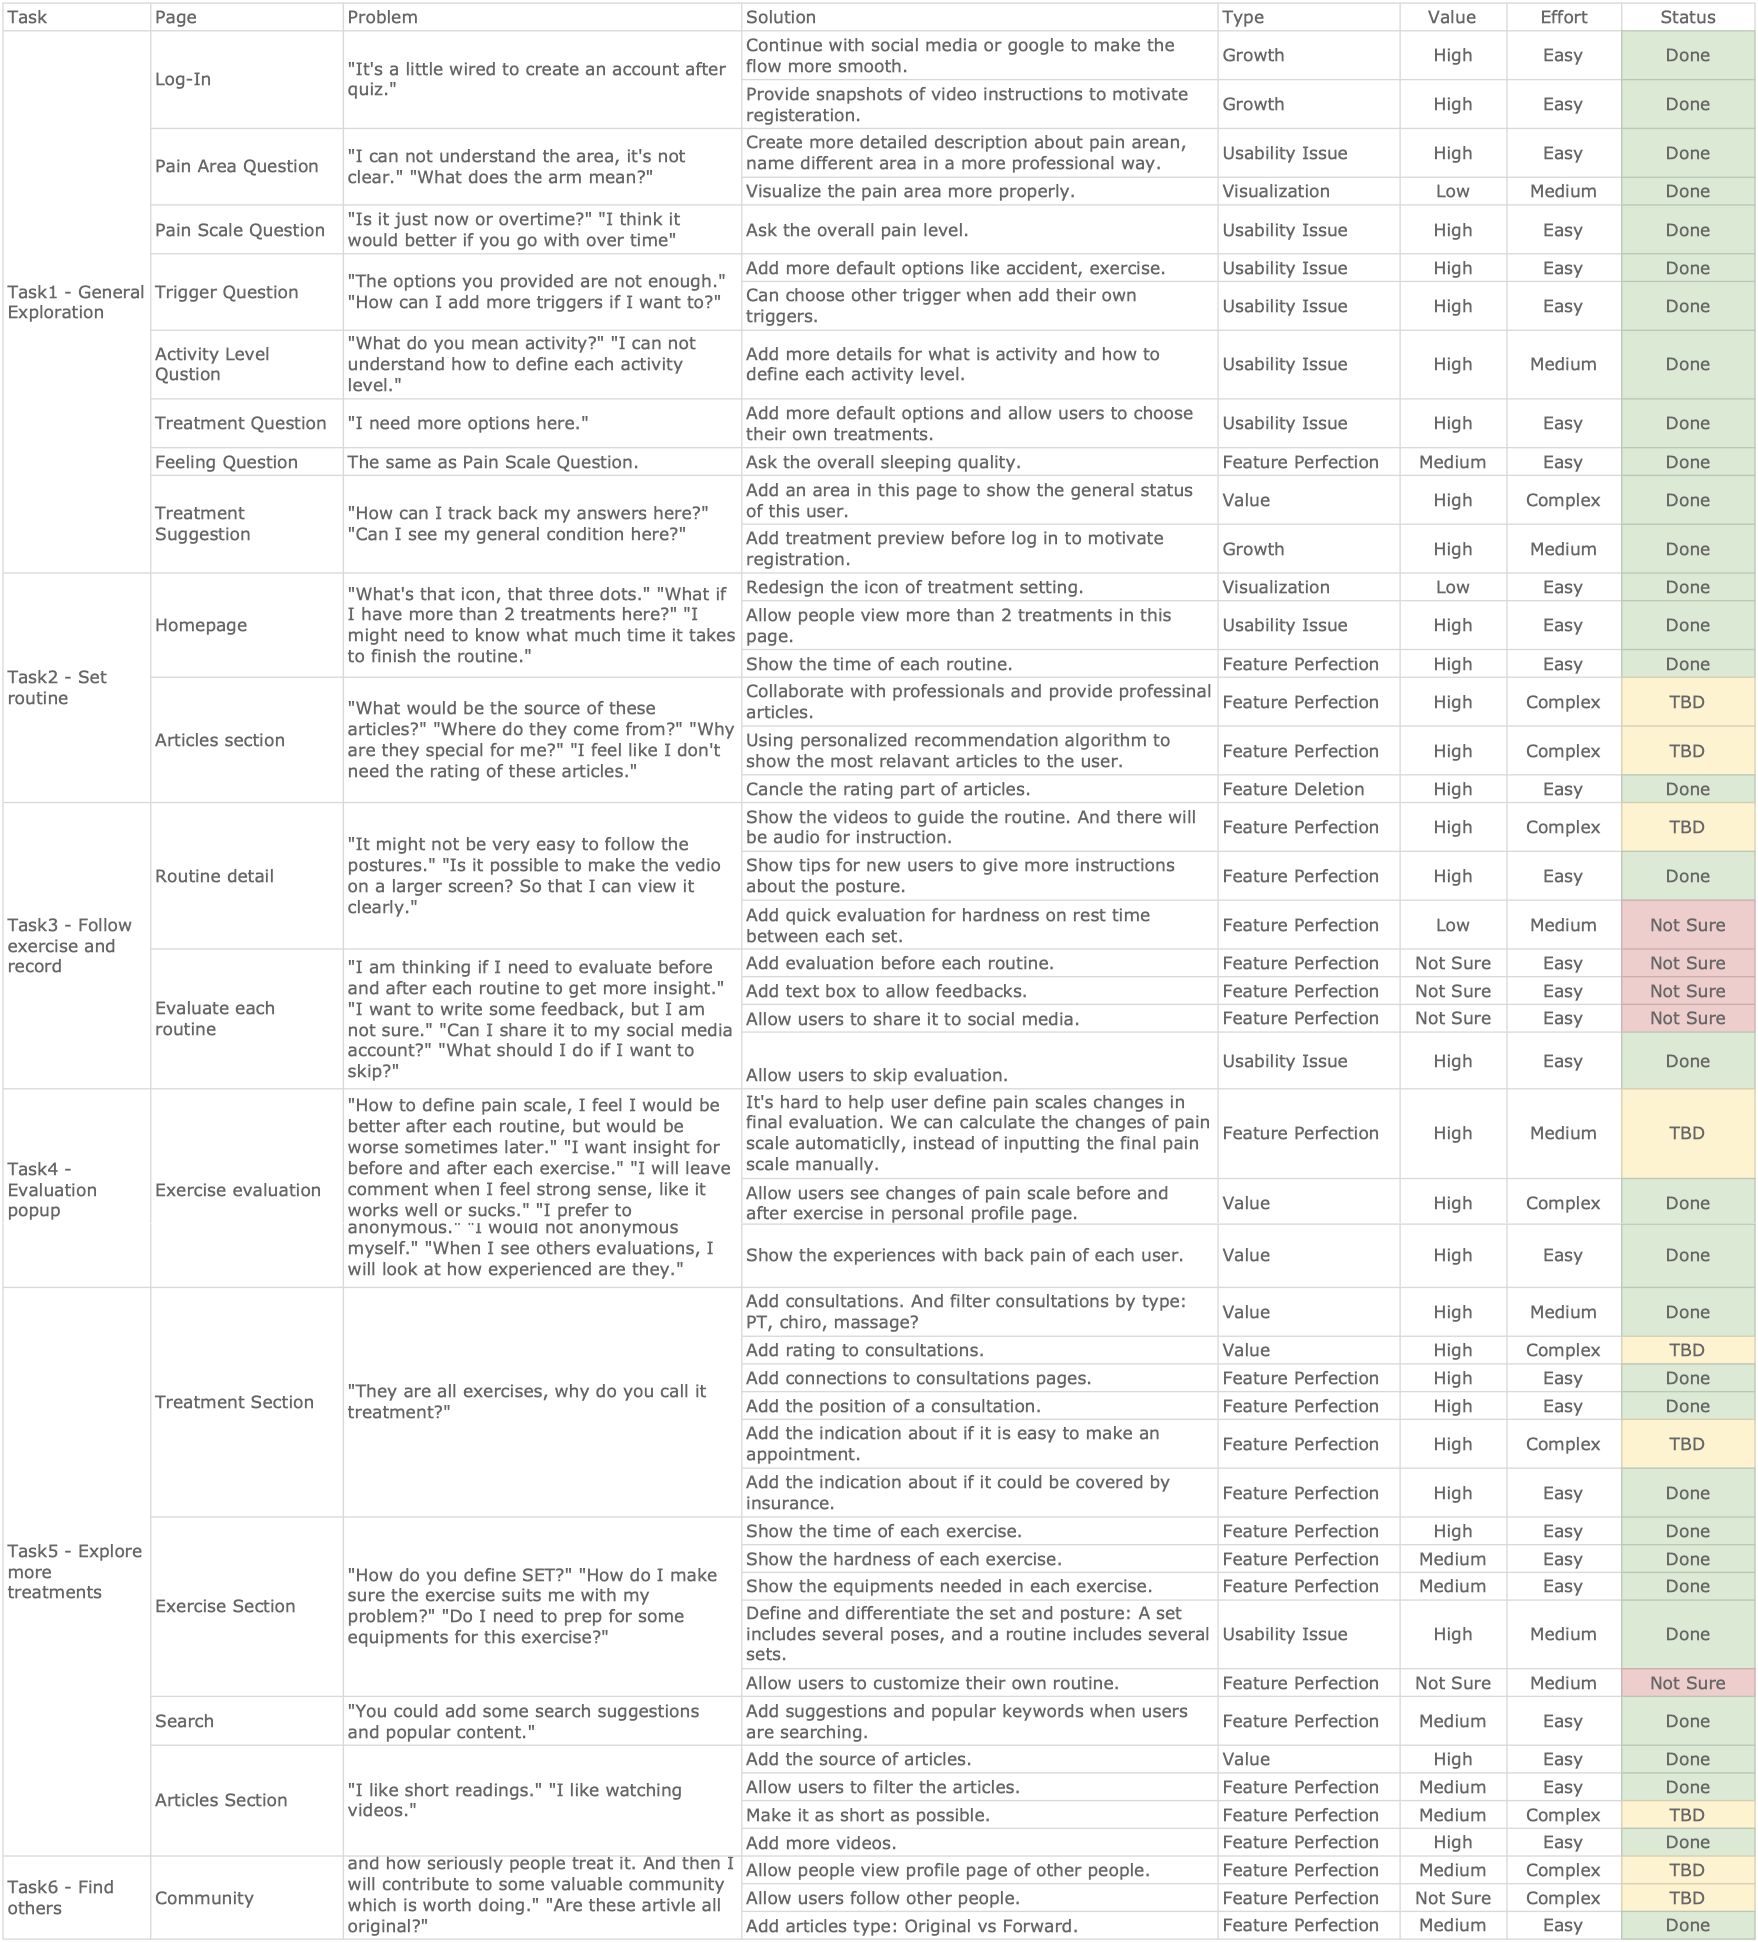 Task Page Problem Solution Type Value Effort Status
Task1 - General
Exploration
Log-In
"It's a little wired to create an account after
quiz."
Continue with social media or google to make the
flow more smooth.
Growth High Easy Done
Provide snapshots of video instructions to motivate
registeration.
Growth High Easy Done
Pain Area Question
"I can not understand the area, it's not
clear." "What does the arm mean?"
Create more detailed description about pain arean,
name different area in a more professional way.
Usability Issue High Easy Done
Visualize the pain area more properly. Visualization Low Medium Done
Pain Scale Question
"Is it just now or overtime?" "I think it
would better if you go with over time"
Ask the overall pain level. Usability Issue High Easy Done
Trigger Question
"The options you provided are not enough."
"How can I add more triggers if I want to?"
Add more default options like accident, exercise. Usability Issue High Easy Done
Can choose other trigger when add their own
triggers.
Usability Issue High Easy Done
Activity Level
Qustion
"What do you mean activity?" "I can not
understand how to define each activity
level."
Add more details for what is activity and how to
define each activity level.
Usability Issue High Medium Done
Treatment Question "I need more options here."
Add more default options and allow users to choose
their own treatments.
Usability Issue High Easy Done
Feeling Question The same as Pain Scale Question. Ask the overall sleeping quality. Feature Perfection Medium Easy Done
Treatment
Suggestion
"How can I track back my answers here?"
"Can I see my general condition here?"
Add an area in this page to show the general status
of this user.
Value High Complex Done
Add treatment preview before log in to motivate
registration.
Growth High Medium Done
Task2 - Set
routine
Homepage
"What's that icon, that three dots." "What if
I have more than 2 treatments here?" "I
might need to know what much time it takes
to finish the routine."
Redesign the icon of treatment setting. Visualization Low Easy Done
Allow people view more than 2 treatments in this
page.
Usability Issue High Easy Done
Show the time of each routine. Feature Perfection High Easy Done
Articles section
"What would be the source of these
articles?" "Where do they come from?" "Why
are they special for me?" "I feel like I don't
need the rating of these articles."
Collaborate with professionals and provide professinal
articles.
Feature Perfection High Complex TBD
Using personalized recommendation algorithm to
show the most relavant articles to the user.
Feature Perfection High Complex TBD
Cancle the rating part of articles. Feature Deletion High Easy Done
Task3 - Follow
exercise and
record
Routine detail
"It might not be very easy to follow the
postures." "Is it possible to make the vedio
on a larger screen? So that I can view it
clearly."
Show the videos to guide the routine. And there will
be audio for instruction.
Feature Perfection High Complex TBD
Show tips for new users to give more instructions
about the posture.
Feature Perfection High Easy Done
Add quick evaluation for hardness on rest time
between each set.
Feature Perfection Low Medium Not Sure
Evaluate each
routine
"I am thinking if I need to evaluate before
and after each routine to get more insight."
"I want to write some feedback, but I am
not sure." "Can I share it to my social media
account?" "What should I do if I want to
skip?"
Add evaluation before each routine. Feature Perfection Not Sure Easy Not Sure
Add text box to allow feedbacks. Feature Perfection Not Sure Easy Not Sure
Allow users to share it to social media. Feature Perfection Not Sure Easy Not Sure
Allow users to skip evaluation. Usability Issue High Easy Done
Task4 -
Evaluation
popup
Exercise evaluation
"How to define pain scale, I feel I would be
better after each routine, but would be
worse sometimes later." "I want insight for
before and after each exercise." "I will leave
comment when I feel strong sense, like it
works well or sucks." "I prefer to
anonymous." "I would not anonymous
myself." "When I see others evaluations, I
will look at how experienced are they."
It's hard to help user define pain scales changes in
final evaluation. We can calculate the changes of pain
scale automaticlly, instead of inputting the final pain
scale manually.
Feature Perfection High Medium TBD
Allow users see changes of pain scale before and
after exercise in personal profile page.
Value High Complex Done
Show the experiences with back pain of each user. Value High Easy Done
Task5 - Explore
more
treatments
Treatment Section
"They are all exercises, why do you call it
treatment?"
Add consultations. And filter consultations by type:
PT, chiro, massage?
Value High Medium Done
Add rating to consultations. Value High Complex TBD
Add connections to consultations pages. Feature Perfection High Easy Done
Add the position of a consultation. Feature Perfection High Easy Done
Add the indication about if it is easy to make an
appointment.
Feature Perfection High Complex TBD
Add the indication about if it could be covered by
insurance.
Feature Perfection High Easy Done
Exercise Section
"How do you define SET?" "How do I make
sure the exercise suits me with my
problem?" "Do I need to prep for some
equipments for this exercise?"
Show the time of each exercise. Feature Perfection High Easy Done
Show the hardness of each exercise. Feature Perfection Medium Easy Done
Show the equipments needed in each exercise. Feature Perfection Medium Easy Done
Define and differentiate the set and posture: A set
includes several poses, and a routine includes several
sets.
Usability Issue High Medium Done
Allow users to customize their own routine. Feature Perfection Not Sure Medium Not Sure
Search
"You could add some search suggestions
and popular content."
Add suggestions and popular keywords when users
are searching.
Feature Perfection Medium Easy Done
Articles Section
"I like short readings." "I like watching
videos."
Add the source of articles. Value High Easy Done
Allow users to filter the articles. Feature Perfection Medium Easy Done
Make it as short as possible. Feature Perfection Medium Complex TBD
Add more videos. Feature Perfection High Easy Done
Task6 - Find
others
Community
and how seriously people treat it. And then I
will contribute to some valuable community
which is worth doing." "Are these artivle all
original?"
Allow people view profile page of other people. Feature Perfection Medium Complex TBD
Allow users follow other people. Feature Perfection Not Sure Complex TBD
Add articles type: Original vs Forward. Feature Perfection Medium Easy Done